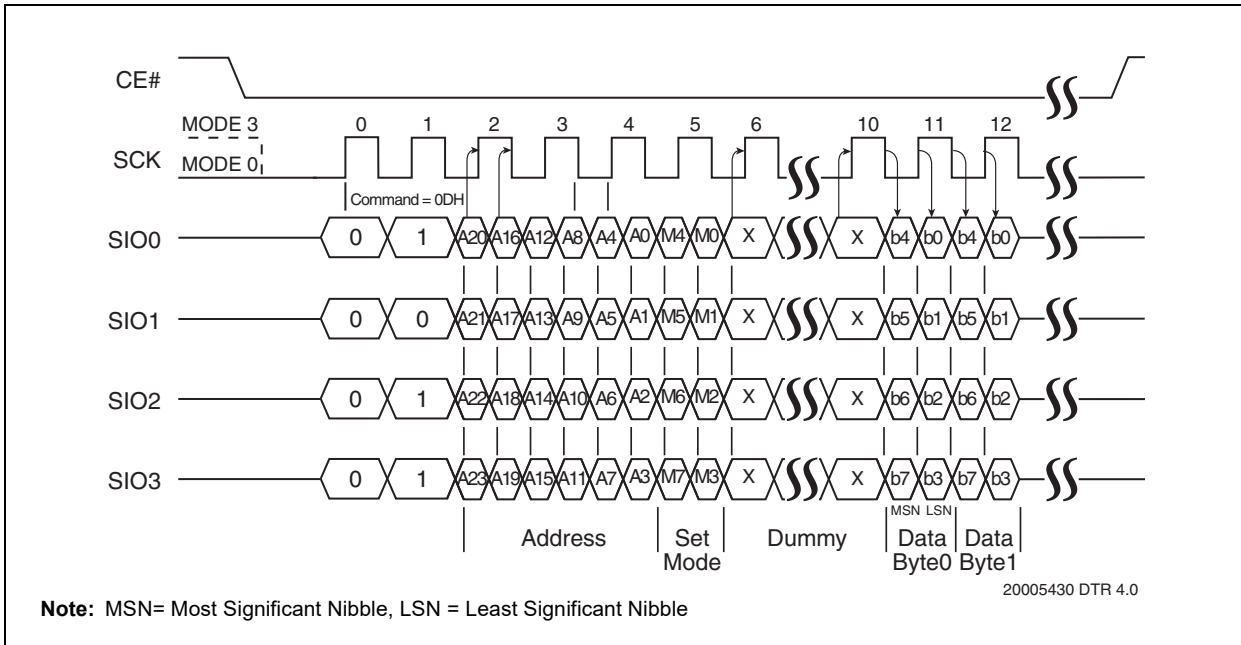 CE#
MODE 3
0 1 2 3 4 5 6 10 11 12
SCK
MODE 0
Command = 0DH
SIO0 0 1 A20 A16 A12 A8 A4 A0 M4 M0 X X b4 b0 b4 b0
SIO1 0 0 A21 A17 A13 A9 A5 A1 M5 M1 X X b5 b1 b5 b1
SIO2 0 1 A22 A18 A14 A10 A6 A2 M6 M2 X X b6 b2 b6 b2
SIO3 0 1 A23 A19 A15 A11 A7 A3 M7 M3 X X b7 b3 b7 b3
MSN LSN
Address Set Mode Dummy Data Byte0 Data Byte1
20005430 DTR 4.0
Note: MSN= Most Significant Nibble, LSN = Least Significant Nibble